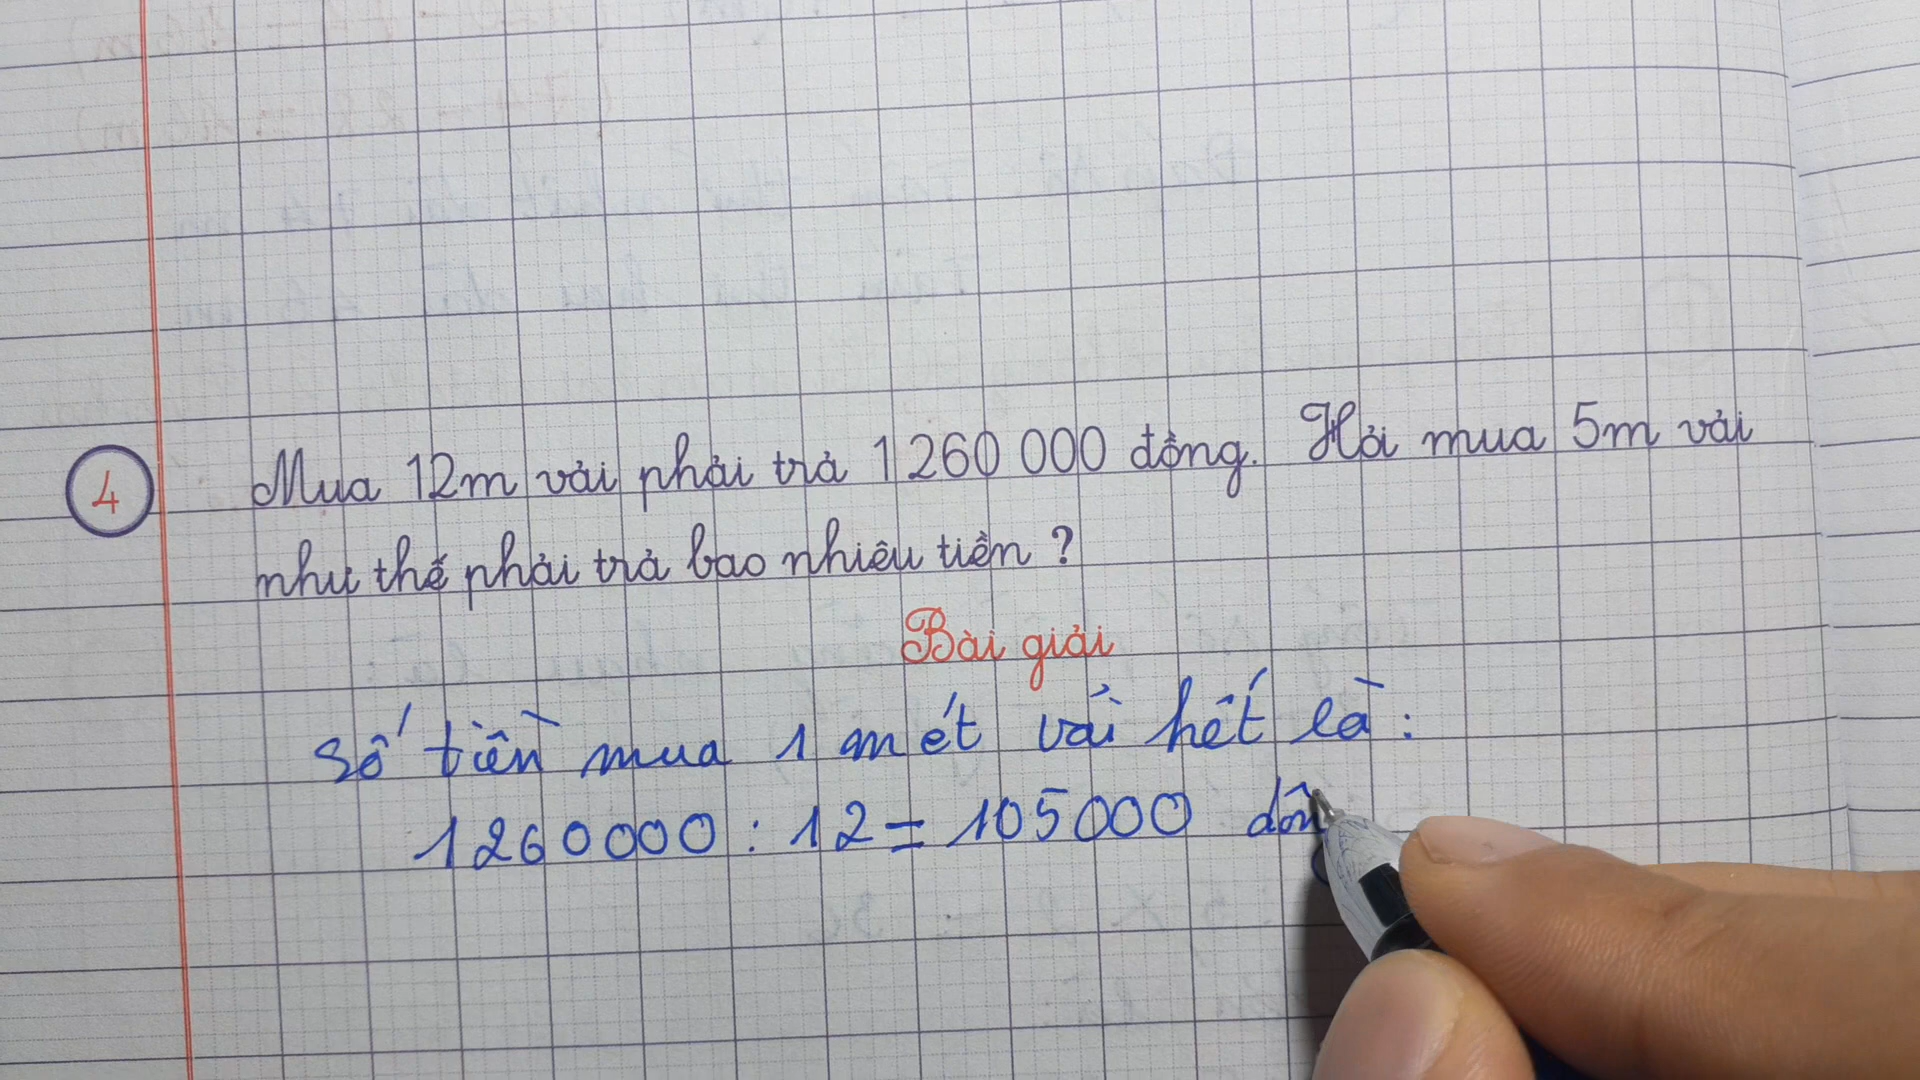 4 Mua 12m vải phải trả 1 260 000 đồng. Hỏi mua 5m vải
như thế phải trả bao nhiêu tiền ?
Bài giải
Số tiền mua 1 mét vải hết là :
1260000 : 12 = 105000